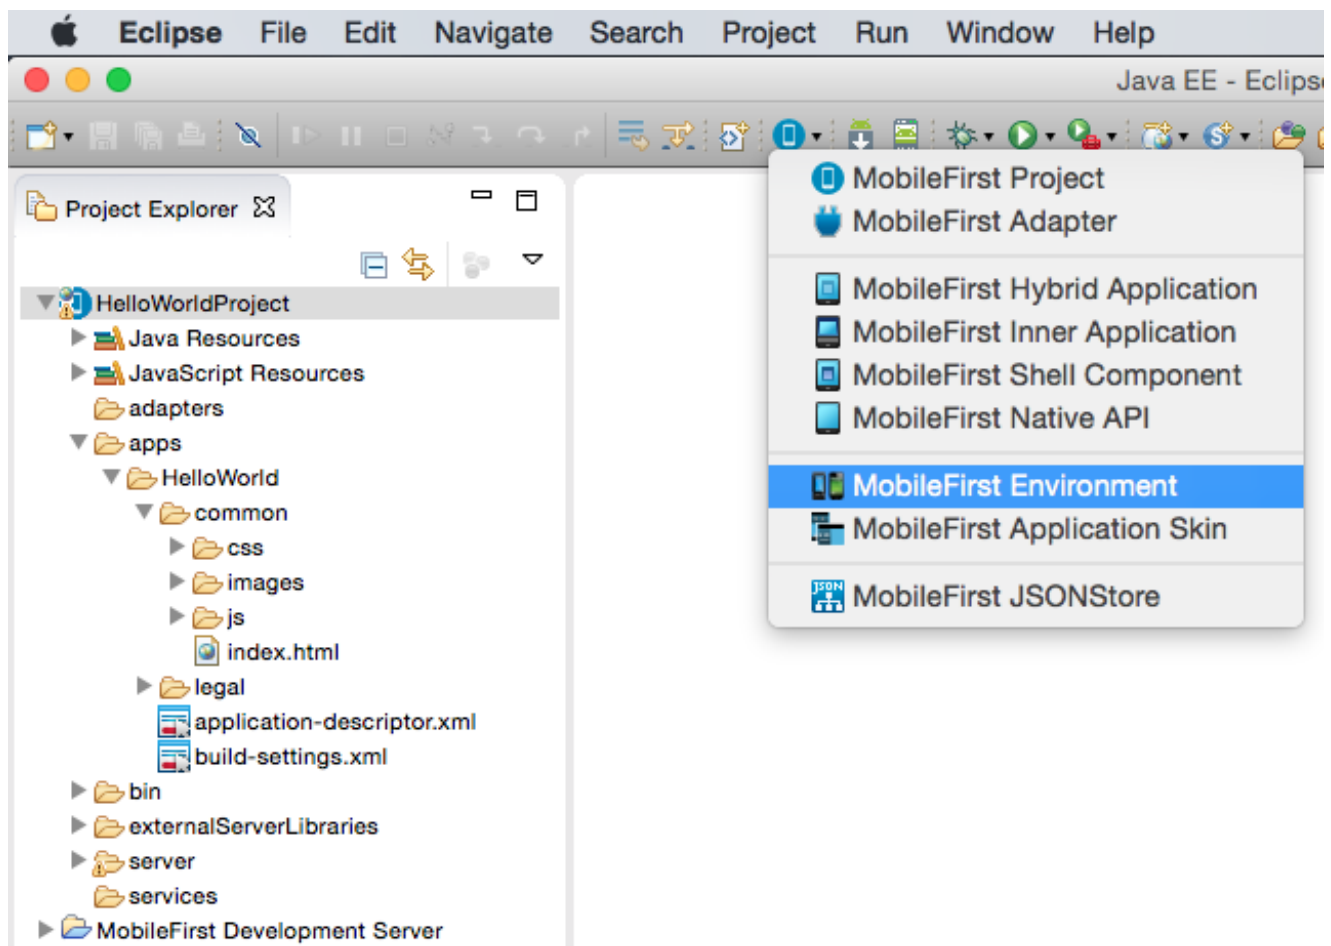 Eclipse File Edit Navigate Search Project Run Window Help
Java EE - Eclips
Project Explorer
MobileFirst Project
MobileFirst Adapter
MobileFirst Hybrid Application
MobileFirst Inner Application
MobileFirst Shell Component
MobileFirst Native API
MobileFirst Environment
MobileFirst Application Skin
JSON
MobileFirst JSONStore
HelloWorldProject
Java Resources
JavaScript Resources
adapters
apps
HelloWorld
common
css
images
js
index.html
legal
application-descriptor.xml
build-settings.xml
bin
externalServerLibraries
server
services
MobileFirst Development Server